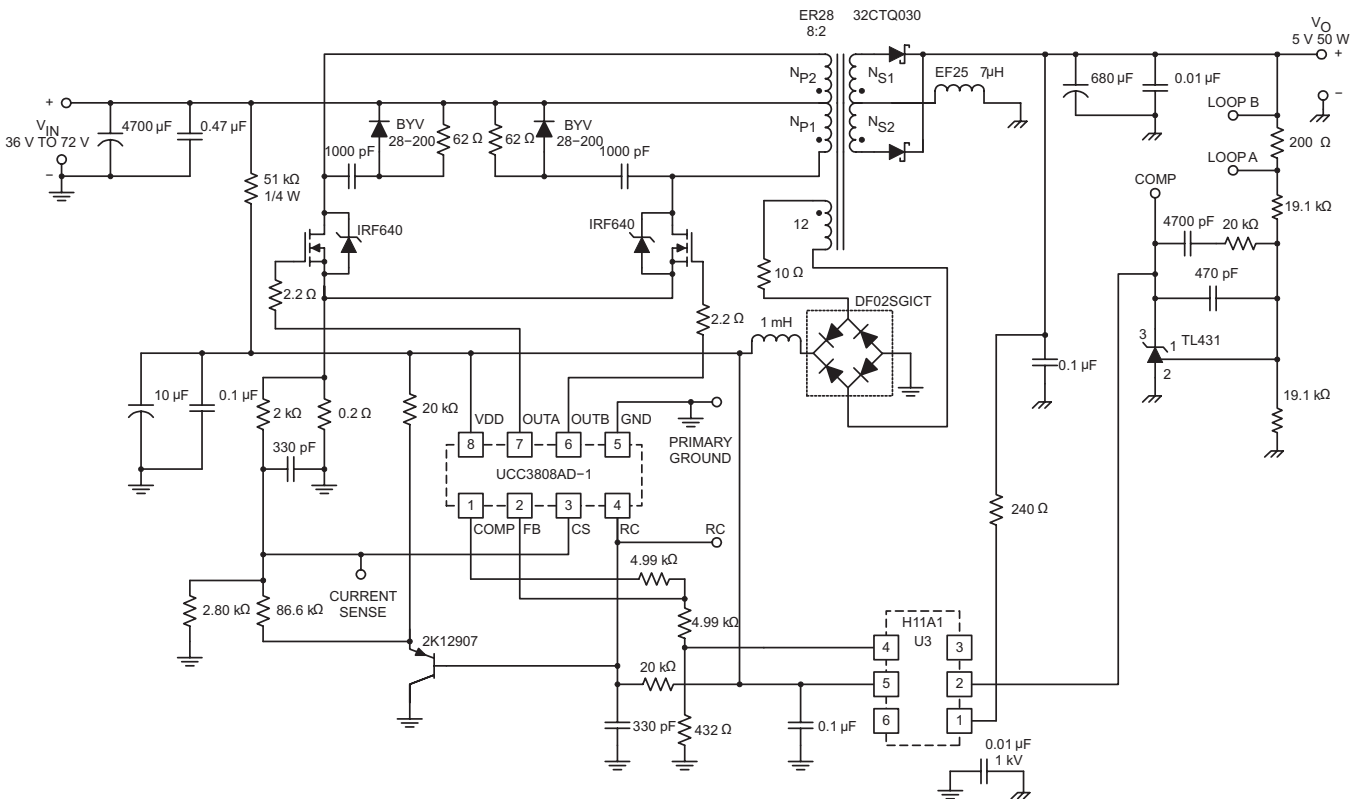 ER28
8:2
32CTQ030
VO
5 V 50 W
+
−
NP2
NS1
EF25 7μH
680 μF
0.01 μF
LOOP B
200 Ω
LOOP A
+
VIN
36 V TO 72 V
−
4700 μF
0.47 μF
BYV
28−200
62 Ω
62 Ω
BYV
28−200
NP1
NS2
1000 pF
1000 pF
51 kΩ
1/4 W
COMP
19.1 kΩ
4700 pF
20 kΩ
IRF640
IRF640
12
10 Ω
470 pF
2.2 Ω
2.2 Ω
DF02SGICT
1 mH
3
1
TL431
2
0.1 μF
10 μF
0.1 μF
2 kΩ
0.2 Ω
20 kΩ
19.1 kΩ
330 pF
VDD
OUTA
OUTB
GND
8
7
6
5
PRIMARY
GROUND
UCC3808AD−1
1
2
3
4
COMP
FB
CS
RC
RC
240 Ω
4.99 kΩ
CURRENT
SENSE
2.80 kΩ
86.6 kΩ
4.99 kΩ
H11A1
U3
2K12907
4
3
20 kΩ
5
2
330 pF
432 Ω
0.1 μF
6
1
0.01 μF
1 kV